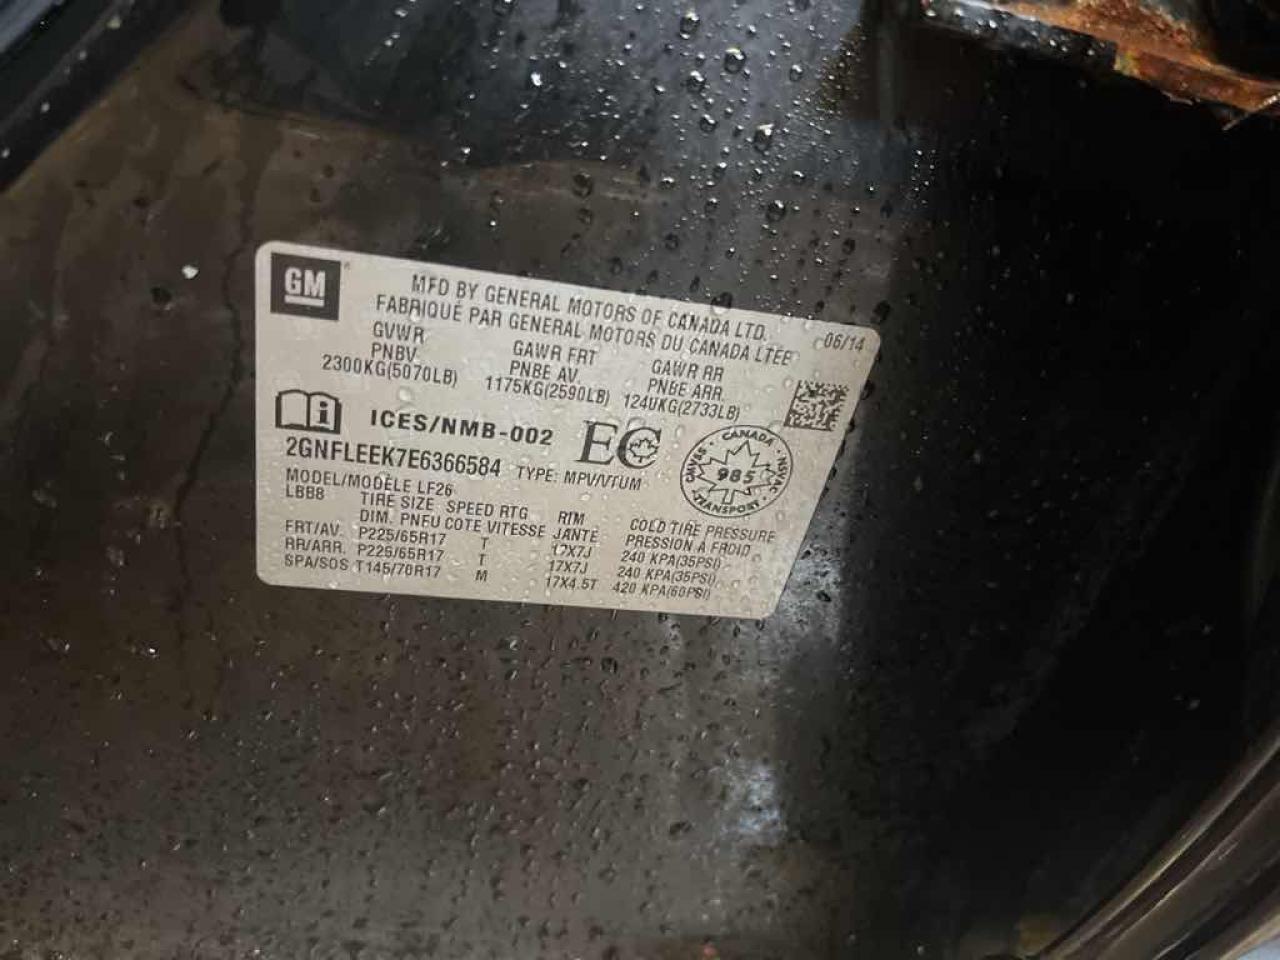 GM
MFD BY GENERAL MOTORS OF CANADA LTD.
FABRIQUÉ PAR GENERAL MOTORS DU CANADA LTEE
06/14
GVWR GAWR FRT GAWR RR
PNBV PNBE AV. PNBE ARR.
2300KG(5070LB) 1175KG(2590LB) 1240KG(2733LB)
ICES/NMB-002 EC
CANADA
CMVSS NSVAC
985
TRANSPORT
2GNFLEEK7E6366584 TYPE: MPV/VTUM
MODEL/MODÈLE LF26
LBB8 TIRE SIZE SPEED RTG RIM COLD TIRE PRESSURE
DIM. PNEU COTE VITESSE JANTE PRESSION A FROID
FRT/AV. P225/65R17 T 17X7J 240 KPA(35PSI)
RR/ARR. P225/65R17 T 17X7J 240 KPA(35PSI)
SPA/SOS T145/70R17 M 17X4.5T 420 KPA(60PSI)